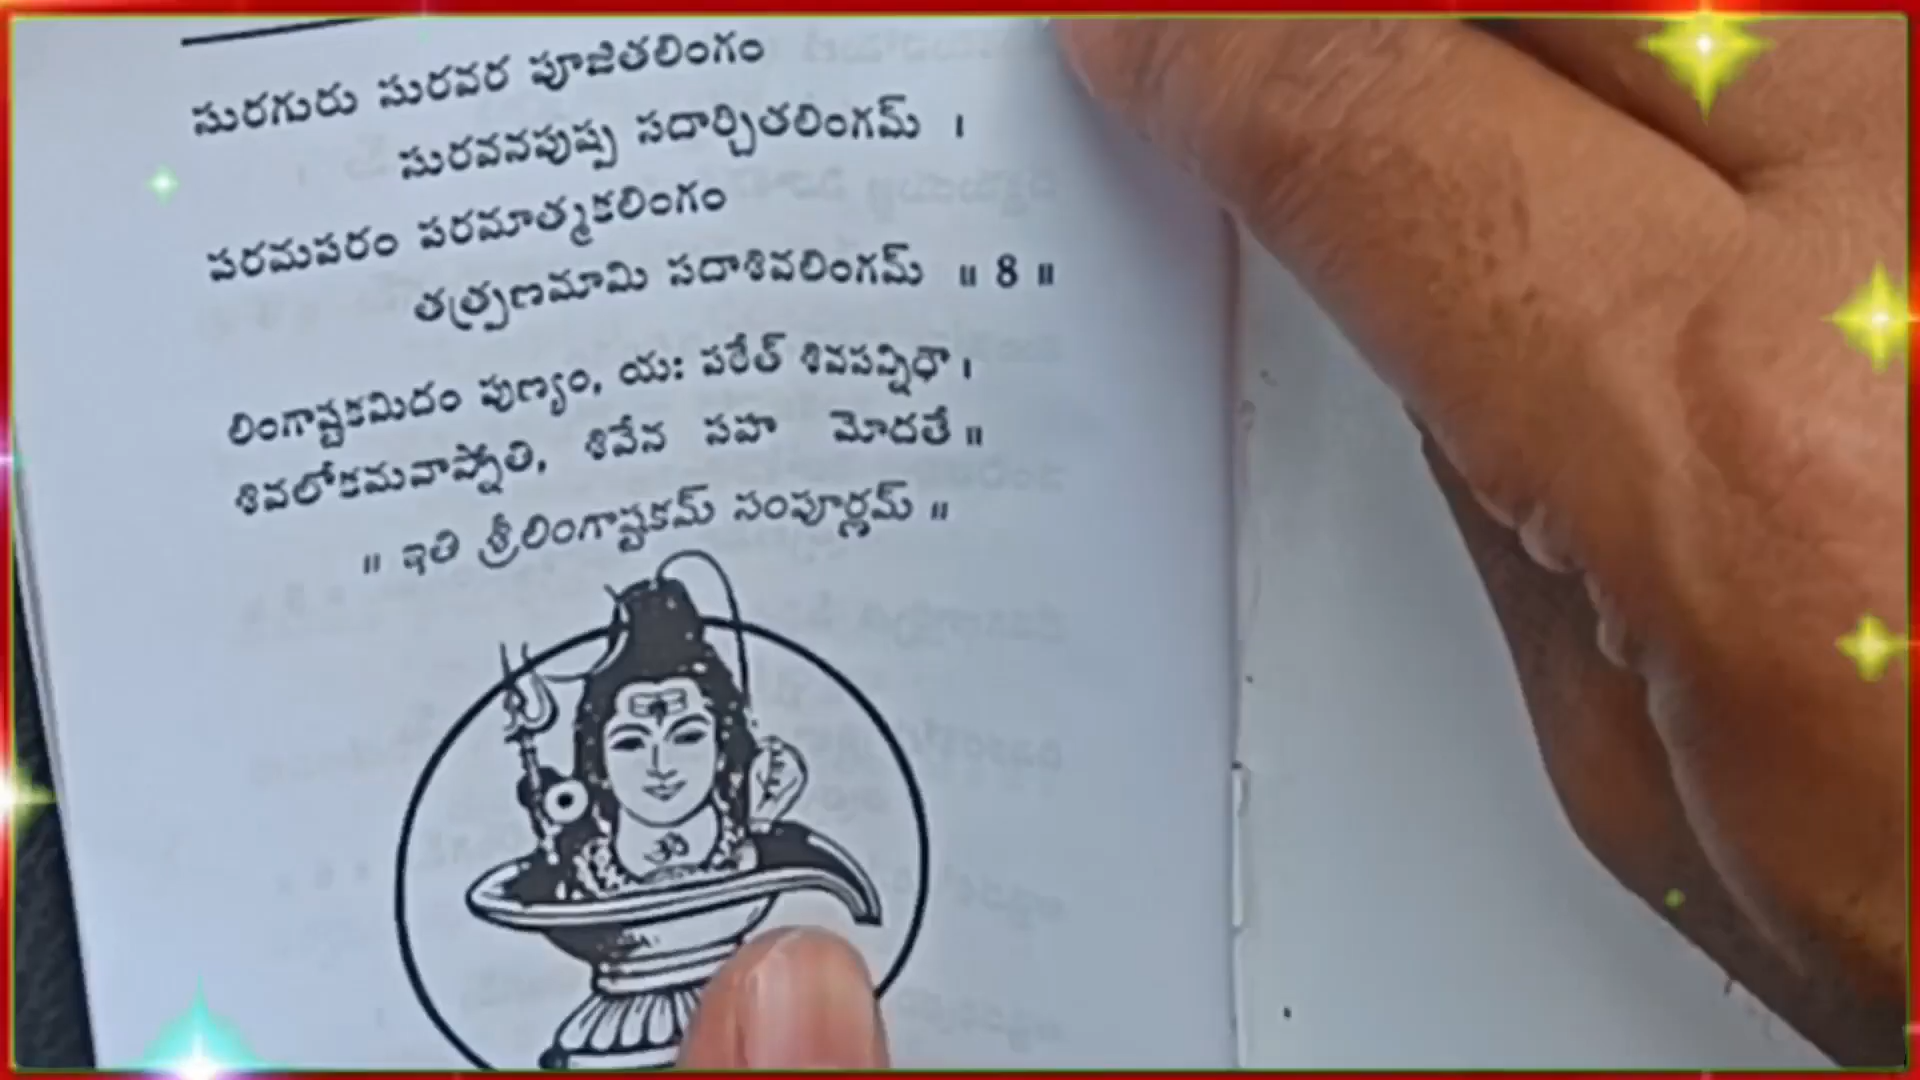 సురగురు సురవర పూజితలింగం
సురవనపుష్ప సదార్చితలింగమ్ ।
పరమపరం పరమాత్మకలింగం
తత్ప్రణమామి సదాశివలింగమ్ ॥ 8 ॥
లింగాష్టకమిదం పుణ్యం, యః పఠేత్ శివసన్నిధౌ ।
శివలోకమవాప్నోతి, శివేన సహ మోదతే ॥
॥ ఇతి శ్రీలింగాష్టకమ్ సంపూర్ణమ్ ॥
ॐ